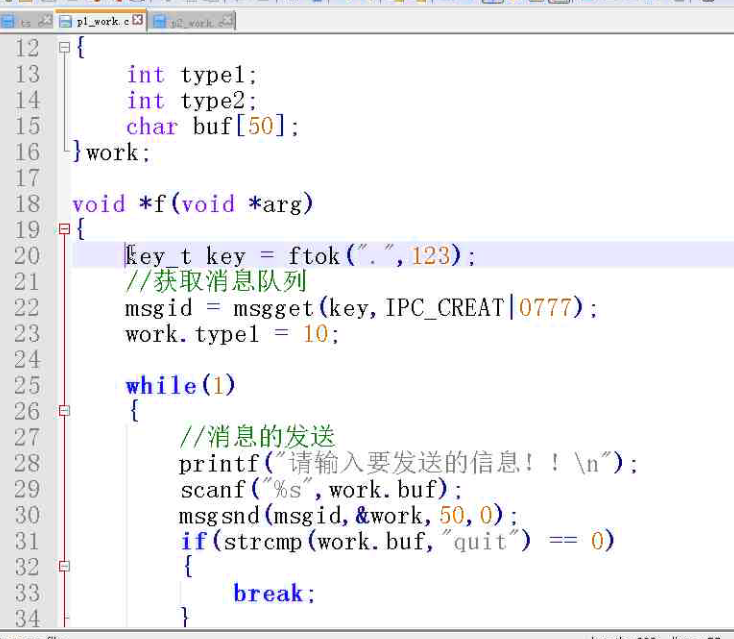 p1_work.c
p2_work.c
12 {
13 int type1;
14 int type2;
15 char buf[50];
16 }work;
17
18 void *f(void *arg)
19 {
20 key_t key = ftok(".",123);
21 //获取消息队列
22 msgid = msgget(key,IPC_CREAT|0777);
23 work.type1 = 10;
24
25 while(1)
26 {
27 //消息的发送
28 printf("请输入要发送的信息！！\n");
29 scanf("%s",work.buf);
30 msgsnd(msgid,&work,50,0);
31 if(strcmp(work.buf,"quit") == 0)
32 {
33 break;
34 }